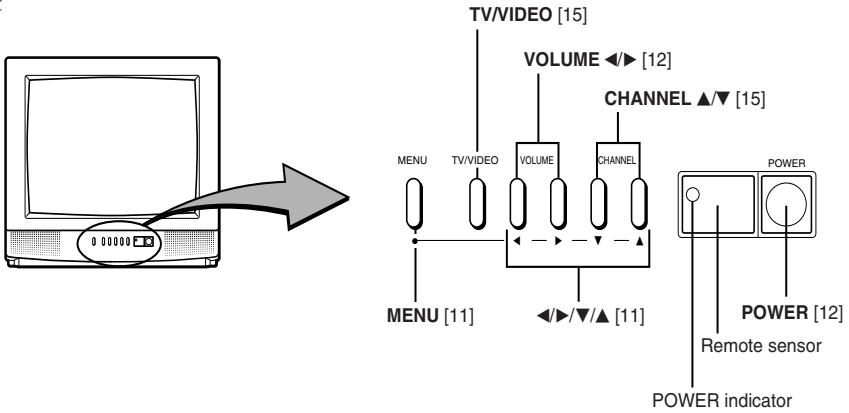 TV/VIDEO [15]
VOLUME ◀/▶ [12]
CHANNEL ▲/▼ [15]
MENU TV/VIDEO VOLUME CHANNEL POWER
◀ — ▶ — ▼ — ▲
MENU [11] ◀/▶/▼/▲ [11] POWER [12]
Remote sensor
POWER indicator